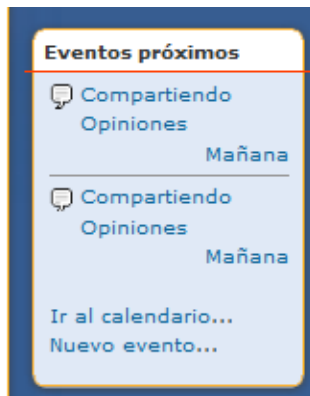 Eventos próximos
Compartiendo
Opiniones
Mañana
Compartiendo
Opiniones
Mañana
Ir al calendario...
Nuevo evento...